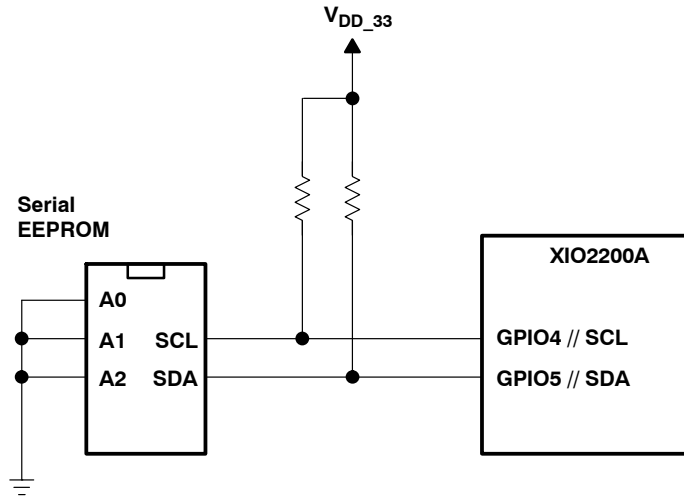 VDD_33
Serial
EEPROM
XIO2200A
A0
A1 SCL
GPIO4 // SCL
A2 SDA
GPIO5 // SDA